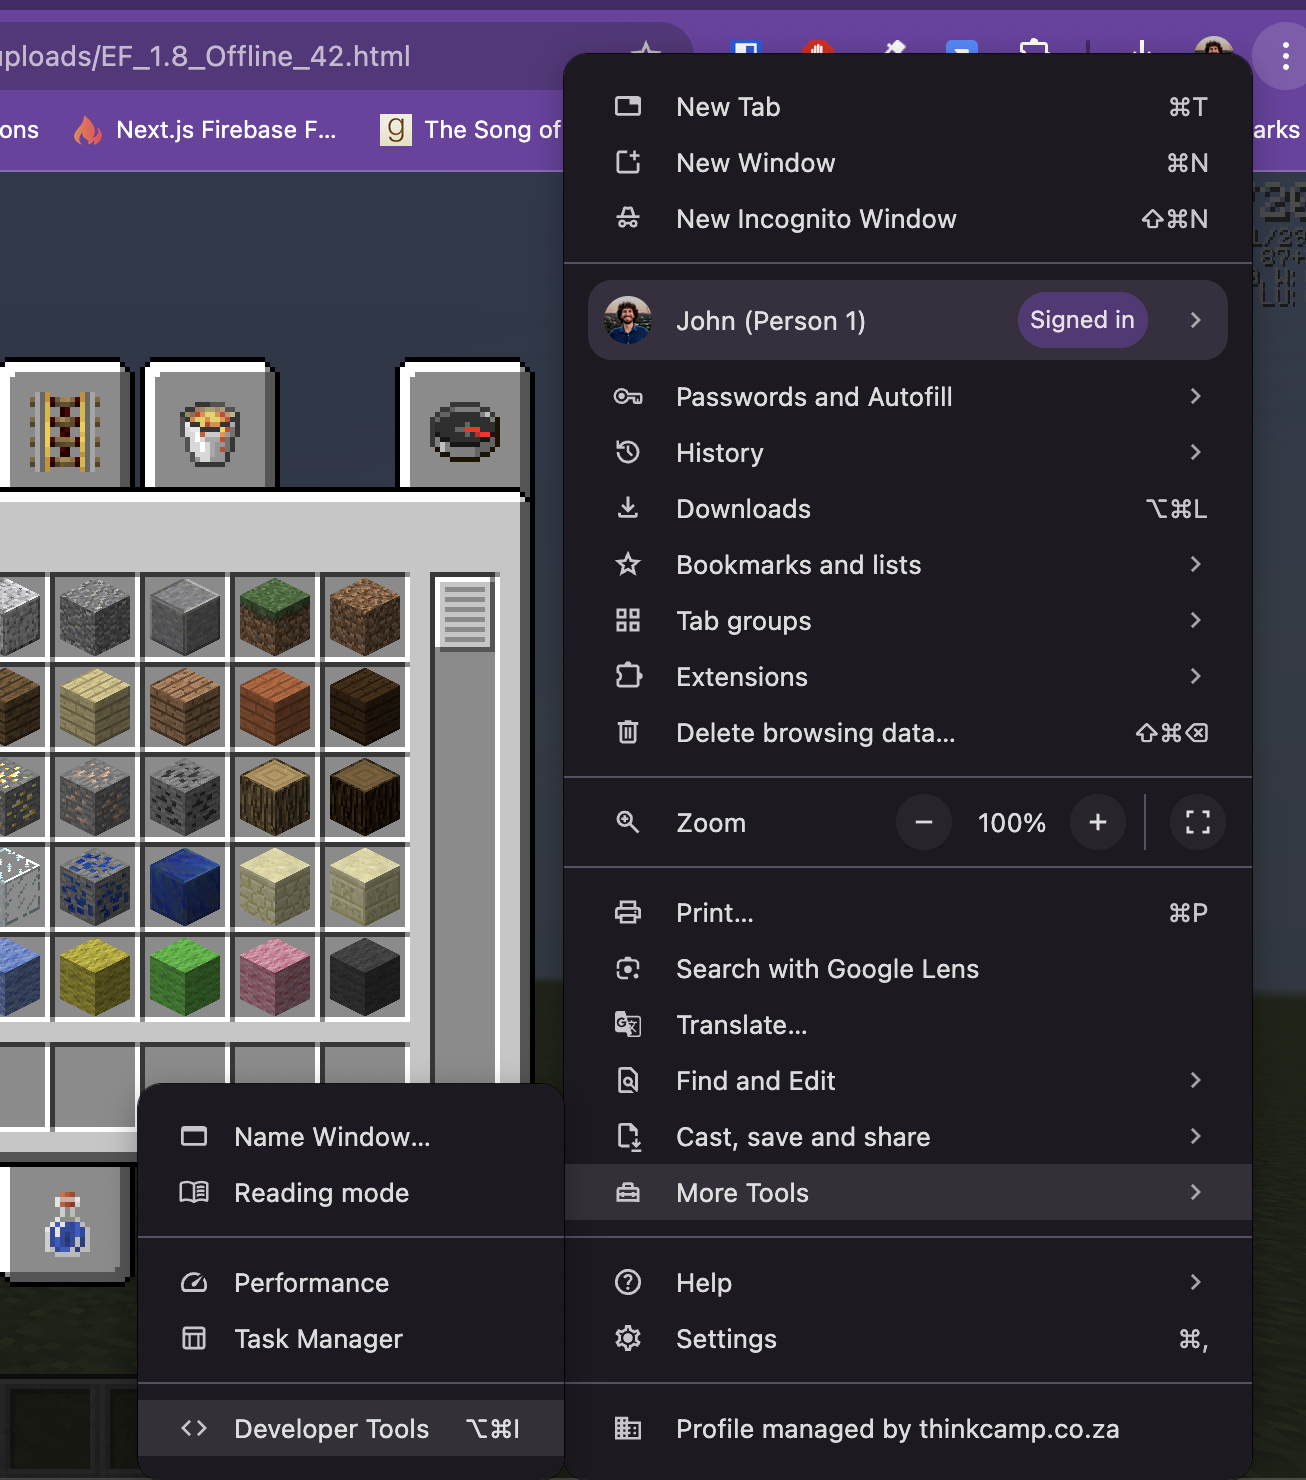 ploads/EF_1.8_Offline_42.html
ons
Next.js Firebase F...
The Song of
arks
New Tab ⌘T
New Window ⌘N
New Incognito Window ⇧⌘N
John (Person 1) Signed in
Passwords and Autofill
History
Downloads ⌥⌘L
Bookmarks and lists
Tab groups
Extensions
Delete browsing data... ⇧⌘⌫
Zoom − 100% +
Print... ⌘P
Search with Google Lens
Translate...
Find and Edit
Cast, save and share
More Tools
Help
Settings ⌘,
Profile managed by thinkcamp.co.za
Name Window...
Reading mode
Performance
Task Manager
Developer Tools ⌥⌘I